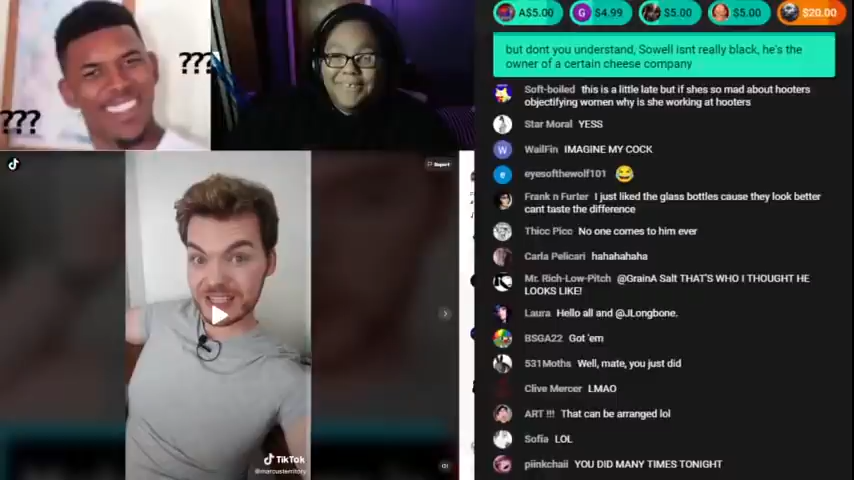 A$5.00
G $4.99
$5.00
$5.00
$20.00
but dont you understand, Sowell isnt really black, he's the
owner of a certain cheese company
???
???
Soft-boiled this is a little late but if shes so mad about hooters
objectifying women why is she working at hooters
Star Moral YESS
W WailFin IMAGINE MY COCK
e eyesofthewolf101 😂
Frank n Furter I just liked the glass bottles cause they look better
cant taste the difference
Thicc Picc No one comes to him ever
Carla Pelicari hahahahaha
Mr. Rich-Low-Pitch @GrainA Salt THAT'S WHO I THOUGHT HE
LOOKS LIKE!
Laura Hello all and @JLongbone.
BSGA22 Got 'em
531Moths Well, mate, you just did
Clive Mercer LMAO
ART !!! That can be arranged lol
Sofía LOL
piinkchaii YOU DID MANY TIMES TONIGHT
Report
TikTok
@marcusternitory